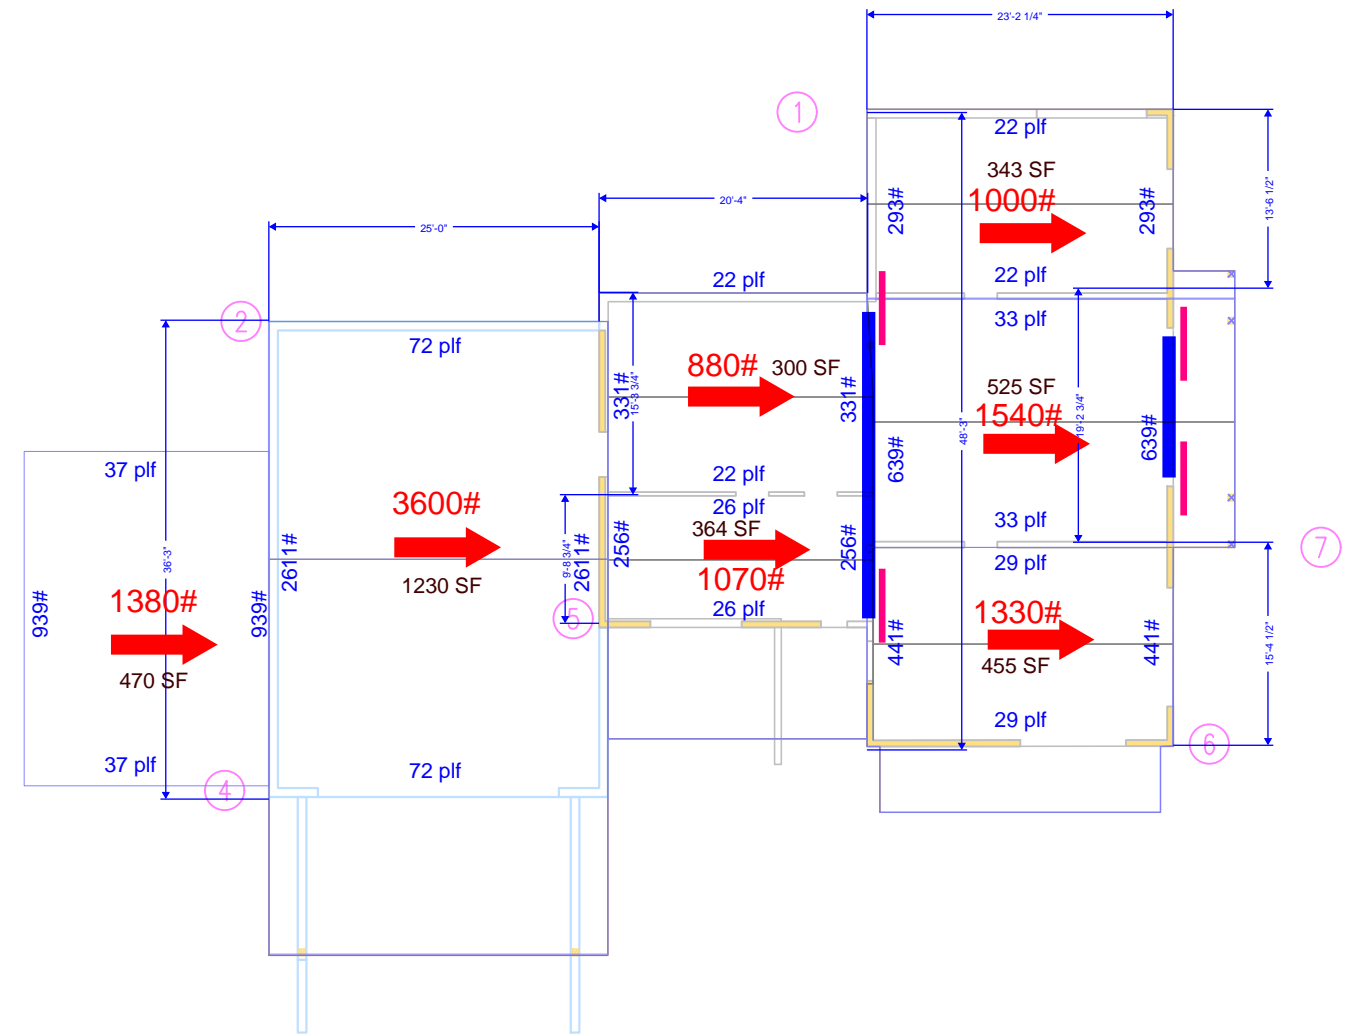 23'-2 1/4"
1
22 plf
343 SF
1000#
293#
293#
13'-6 1/2"
20'-4"
25'-0"
22 plf
22 plf
2
33 plf
72 plf
880#
300 SF
331#
15'-3 3/4"
331#
525 SF
1540#
48'-3"
19'-2 3/4"
639#
639#
37 plf
22 plf
26 plf
3600#
364 SF
33 plf
36'-3"
2611#
2611#
9'-8 3/4"
256#
256#
7
29 plf
1230 SF
1070#
1380#
939#
939#
5
26 plf
1330#
441#
441#
15'-4 1/2"
470 SF
455 SF
29 plf
37 plf
72 plf
4
6